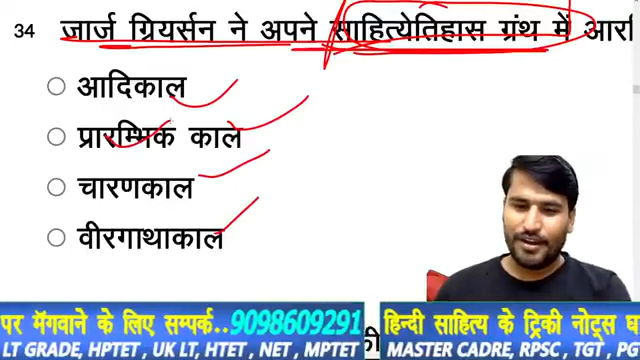 34 जार्ज ग्रियर्सन ने अपने साहित्येतिहास ग्रंथ में
आदिकाल
प्रारम्भिक काल
चारणकाल
वीरगाथाकाल
पर मॅगवाने के लिए सम्पर्क..9098609291 हिन्दी साहित्य के ट्रिकी नोट्स
LT GRADE, HPTET , UK LT, HTET , NET , MPTET MASTER CADRE, RPSC, TGT ,